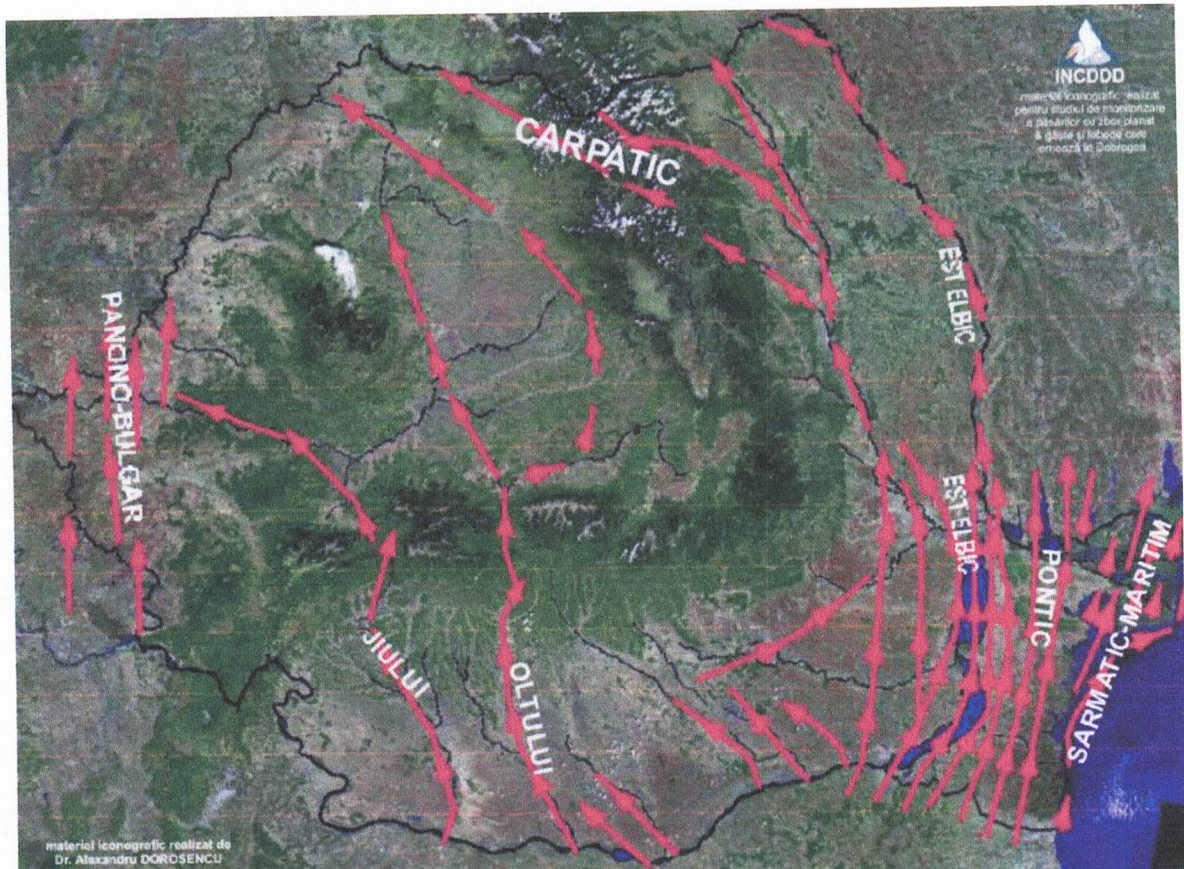 INCDDD
material iconografic realizat
pentru studiul de monitorizare
a păsărilor cu zbor planat
& gâște și lebede care
iernează în Dobrogea
CARPATIC
EST ELBIC
PANONO-BULGAR
EST ELBIC
PONTIC
SARMATIC-MARITIM
JIULUI
OLTULUI
material iconografic realizat de
Dr. Alexandru DOROȘENCU